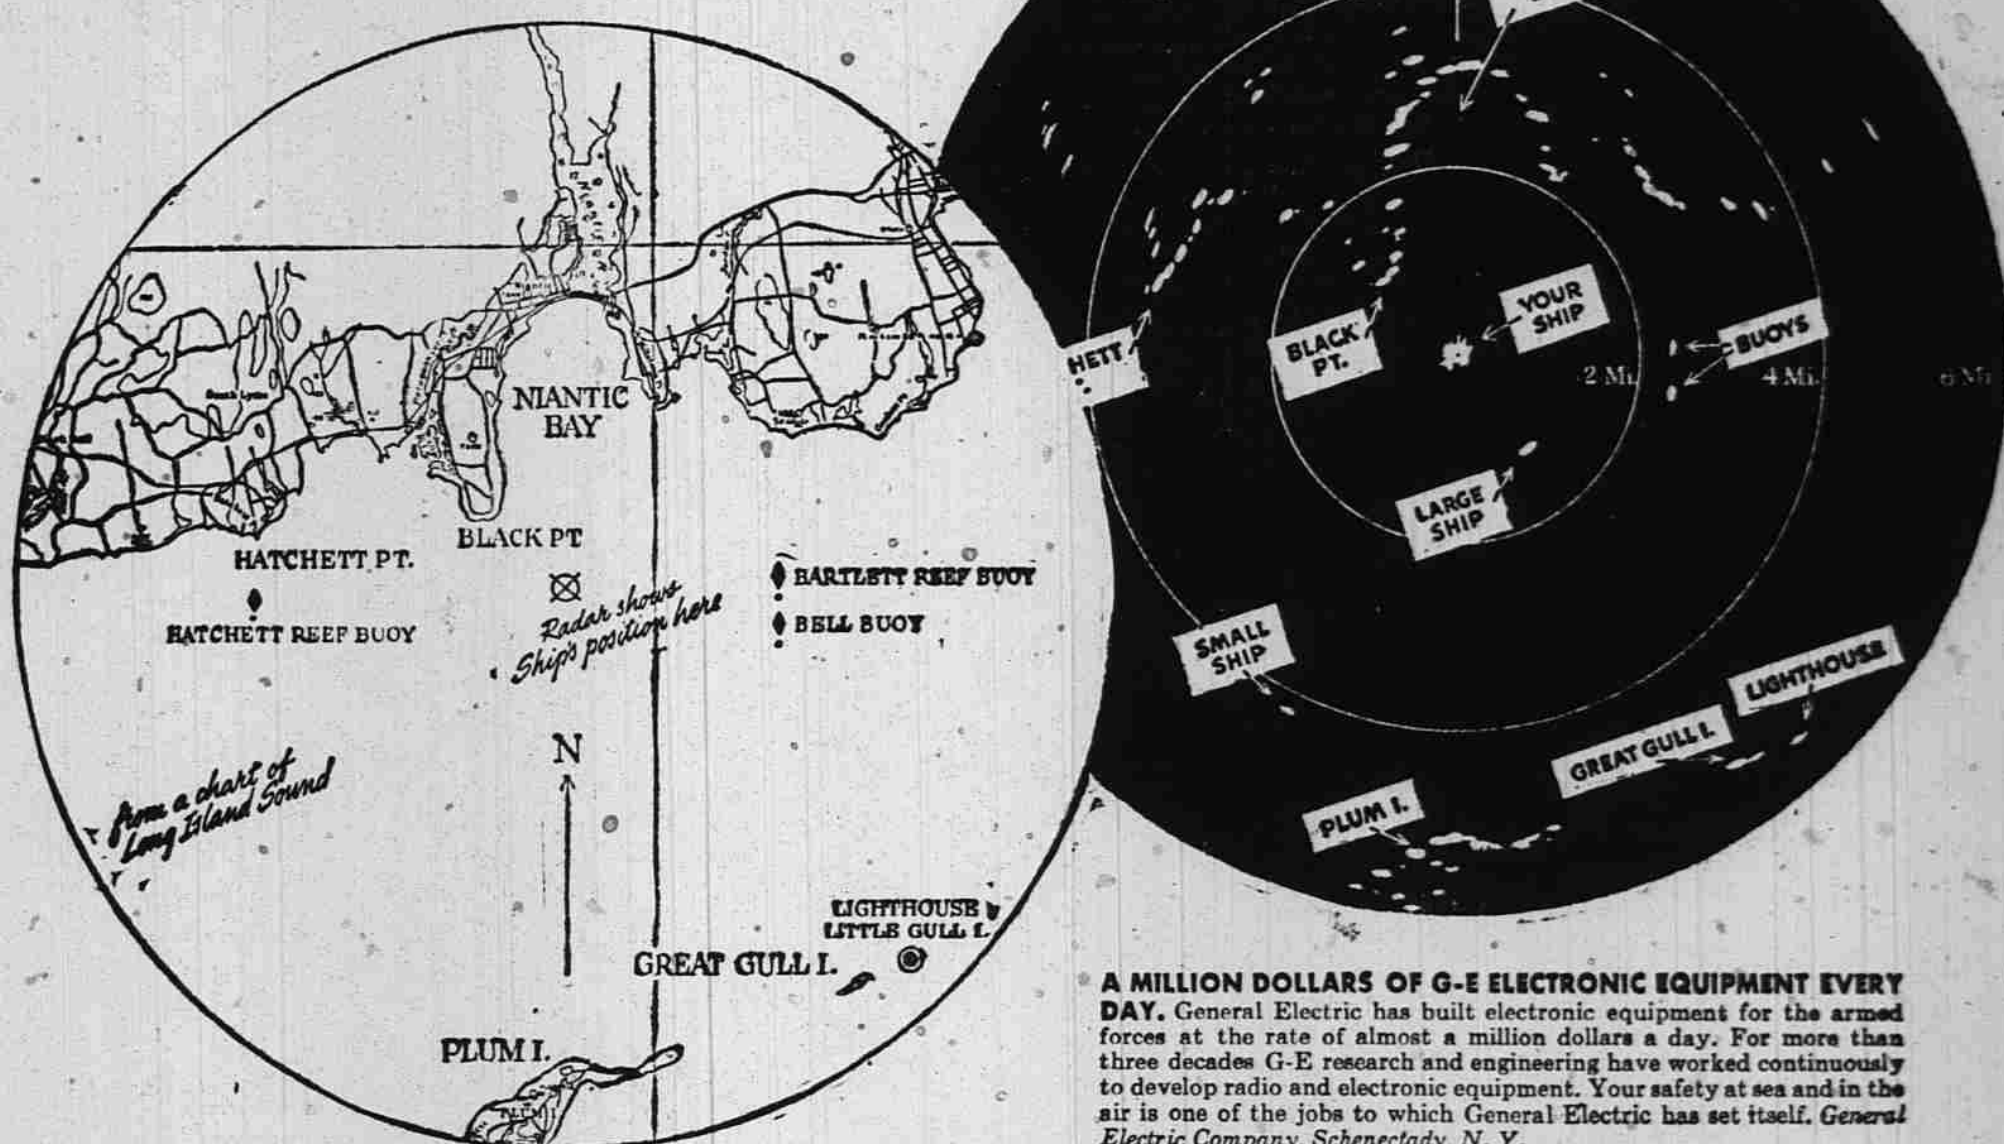 NIANTIC
BAY
BLACK PT
HATCHETT PT.
HATCHETT REEF BUOY
Radar shows
Ship's position here
BARTLETT REEF BUOY
BELL BUOY
N
from a chart of
Long Island Sound
LIGHTHOUSE
LITTLE GULL I.
GREAT GULL I.
PLUM I.
HETT
BLACK
PT.
YOUR
SHIP
BUOYS
2 Mi.
4 Mi.
6 Mi.
LARGE
SHIP
SMALL
SHIP
LIGHTHOUSE
GREAT GULL I.
PLUM I.
A MILLION DOLLARS OF G-E ELECTRONIC EQUIPMENT EVERY
DAY. General Electric has built electronic equipment for the armed
forces at the rate of almost a million dollars a day. For more than
three decades G-E research and engineering have worked continuously
to develop radio and electronic equipment. Your safety at sea and in the
air is one of the jobs to which General Electric has set itself. General
Electric Company, Schenectady, N. Y.